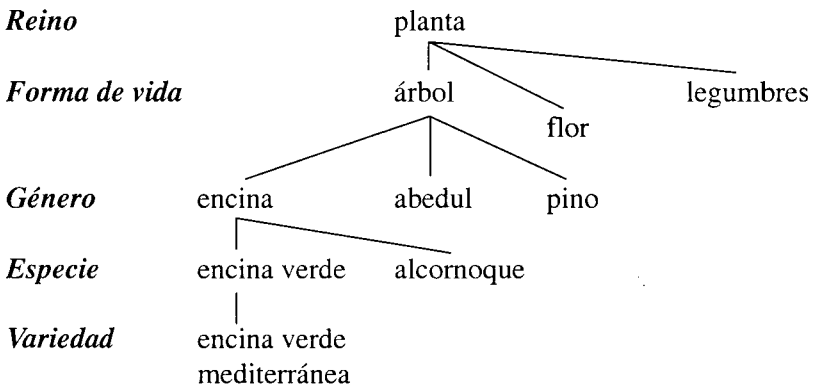 Reino planta
Forma de vida árbol legumbres
flor
Género encina abedul pino
Especie encina verde alcornoque
Variedad encina verde
mediterránea